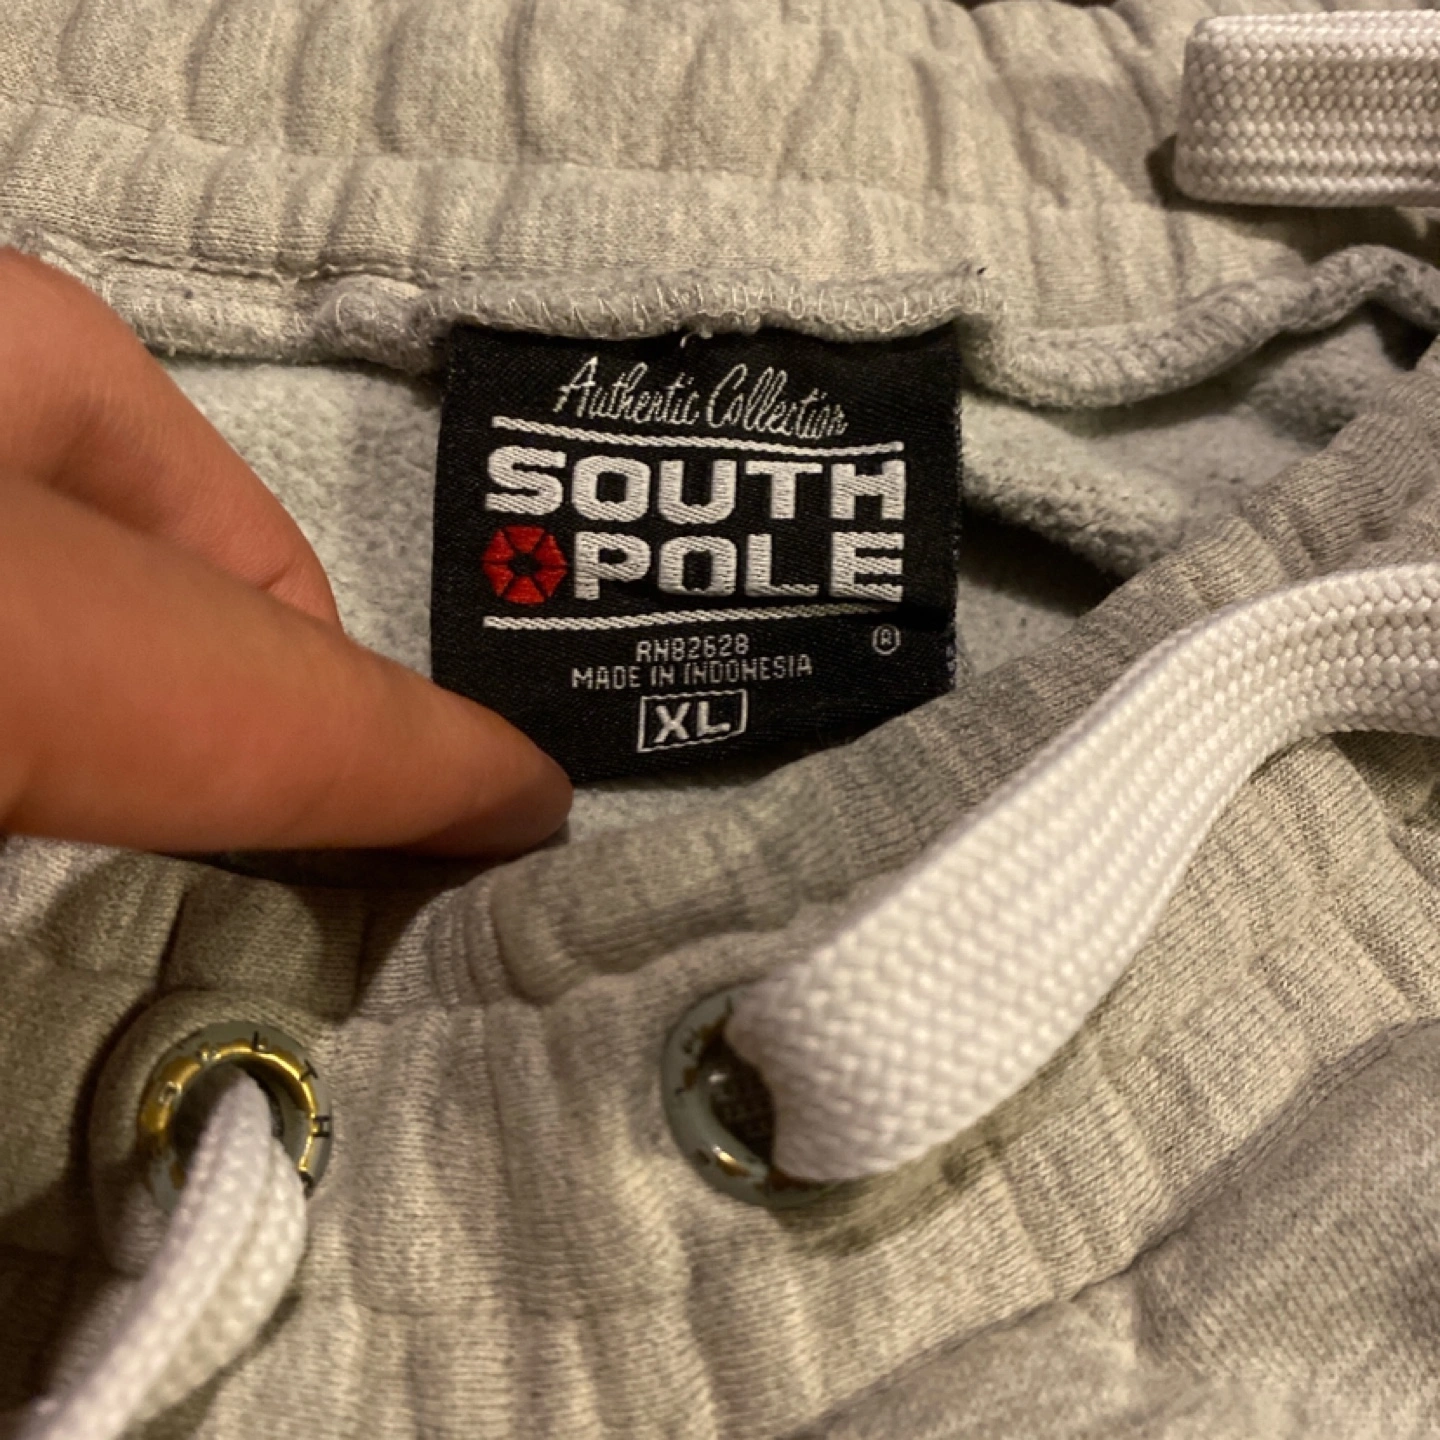 Authentic Collection
SOUTH
POLE
RN82628
®
MADE IN INDONESIA
XL